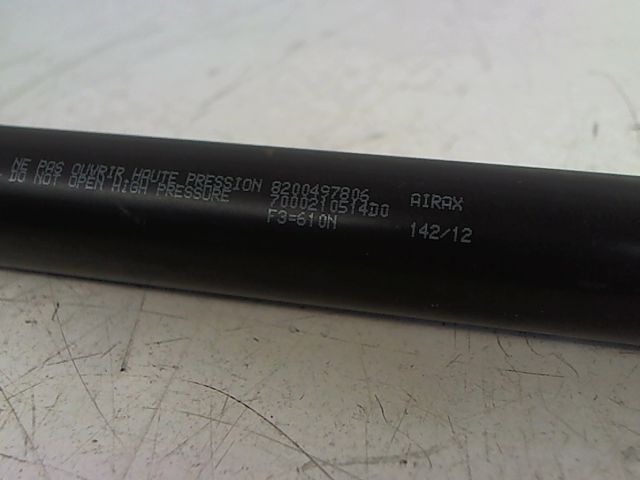 NE PAS OUVRIR HAUTE PRESSION 8200497806 AIRAX
DO NOT OPEN HIGH PRESSURE 7000210514D0
F3=610N 142/12